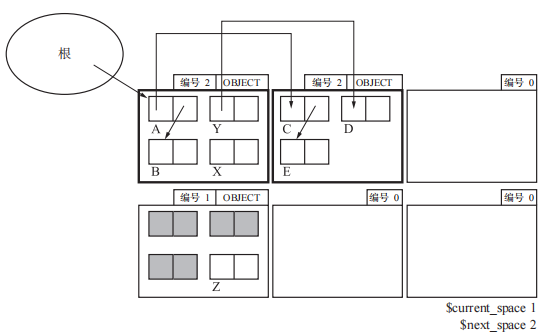 根
编号 2 OBJECT 编号 2 OBJECT 编号 0
A Y C D
B X E
编号 1 OBJECT 编号 0 编号 0
Z
$current_space 1
$next_space 2